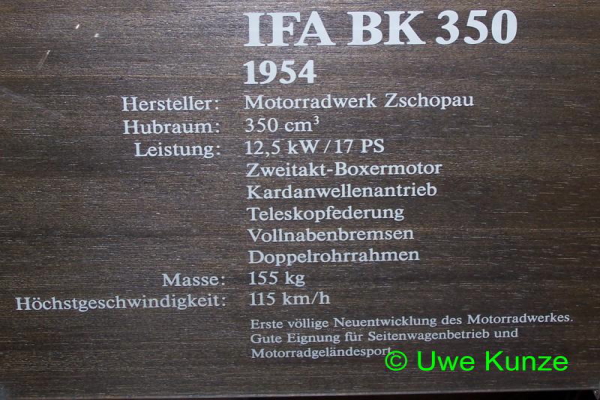 IFA BK 350
1954
Hersteller: Motorradwerk Zschopau
Hubraum: 350 cm³
Leistung: 12,5 kW/17 PS
Zweitakt-Boxermotor
Kardanwellenantrieb
Teleskopfederung
Vollnabenbremsen
Doppelrohrrahmen
Masse: 155 kg
Höchstgeschwindigkeit: 115 km/h
Erste völlige Neuentwicklung des Motorradwerkes.
Gute Eignung für Seitenwagenbetrieb und
Motorradgeländesport
© Uwe Kunze